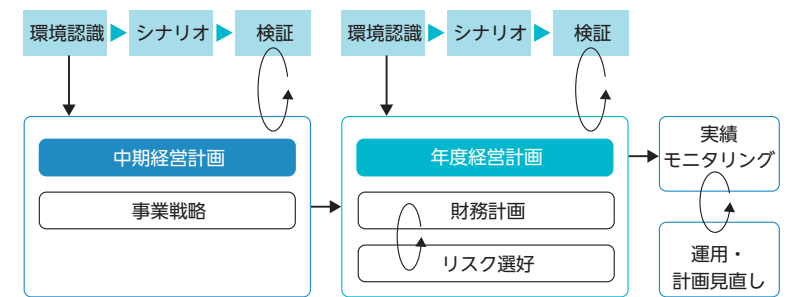 環境認識 シナリオ 検証
環境認識 シナリオ 検証
中期経営計画
事業戦略
年度経営計画
財務計画
リスク選好
実績
モニタリング
運用・
計画見直し